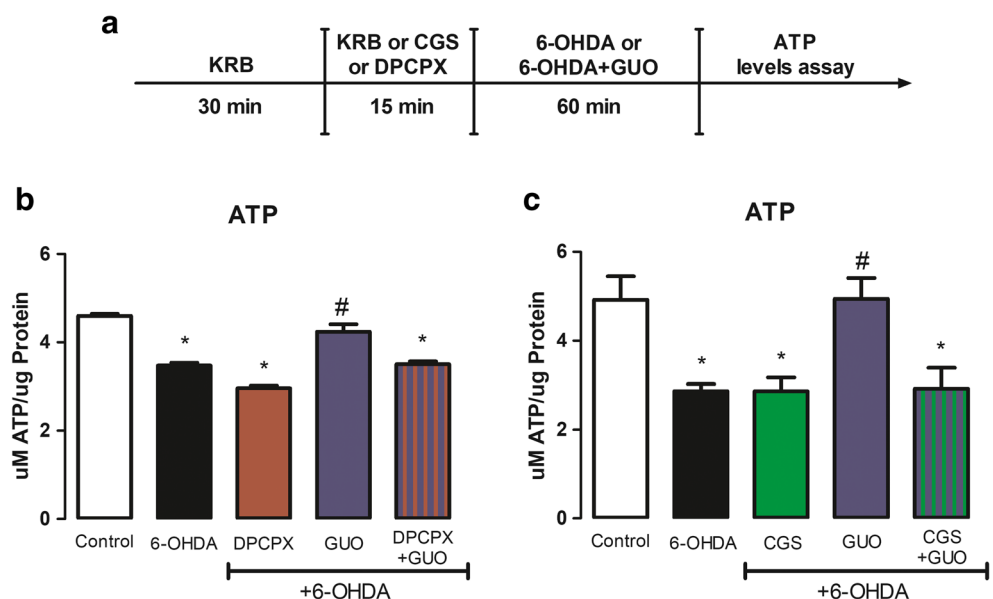 a
KRB
KRB or CGS
or DPCPX
6-OHDA or
6-OHDA+GUO
ATP
levels assay
30 min
15 min
60 min
b
ATP
uM ATP/ug Protein
6
4
2
0
*
*
#
*
Control
6-OHDA
DPCPX
GUO
DPCPX
+GUO
+6-OHDA
c
ATP
uM ATP/ug Protein
6
4
2
0
*
*
#
*
Control
6-OHDA
CGS
GUO
CGS
+GUO
+6-OHDA